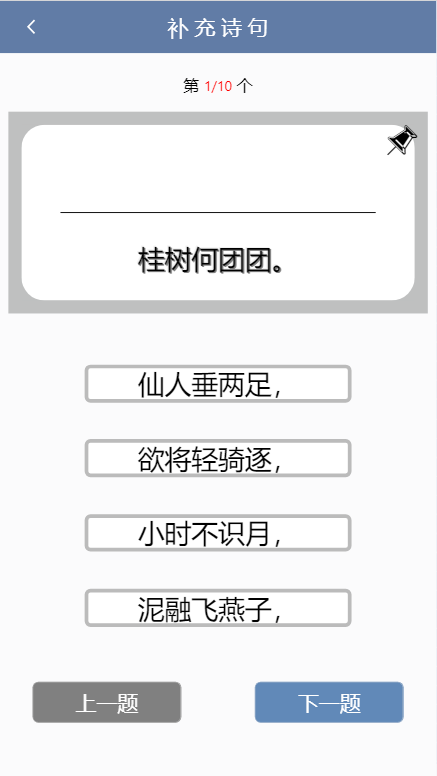 补充诗句
第 1/10 个
桂树何团团。
仙人垂两足，
欲将轻骑逐，
小时不识月，
泥融飞燕子，
上一题
下一题